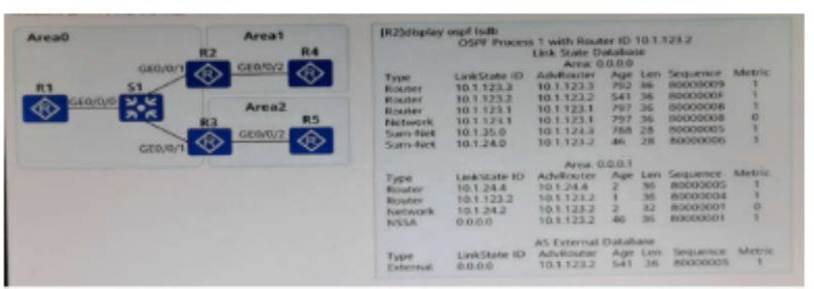 Area0
Area1
R2
R4
GE0/0/1
GE0/0/2
R1
S1
GE0/0/0
Area2
R3
R5
GE0/0/2
GE0/0/1
[R2]display ospf lsdb
OSPF Process 1 with Router ID 10.1.123.2
Link State Database
Area: 0.0.0.0
Type LinkState ID AdvRouter Age Len Sequence Metric
Router 10.1.123.3 10.1.123.3 792 36 80000009 1
Router 10.1.123.2 10.1.123.2 541 36 1
Router 10.1.123.1 10.1.123.1 797 36 80000008 1
Network 10.1.123.1 10.1.123.1 797 36 80000008 0
Sum-Net 10.1.35.0 10.1.123.3 788 28 80000005 1
Sum-Net 10.1.24.0 10.1.123.2 46 28 80000006 1
Area: 0.0.0.1
Type LinkState ID AdvRouter Age Len Sequence Metric
Router 10.1.24.4 10.1.24.4 2 36 80000005 1
Router 10.1.123.2 10.1.123.2 1 36 80000004 1
Network 10.1.24.2 10.1.123.2 2 32 80000001 0
NSSA 0.0.0.0 10.1.123.2 46 36 80000001 1
AS External Database
Type LinkState ID AdvRouter Age Len Sequence Metric
External 0.0.0.0 10.1.123.2 541 36 80000005 1